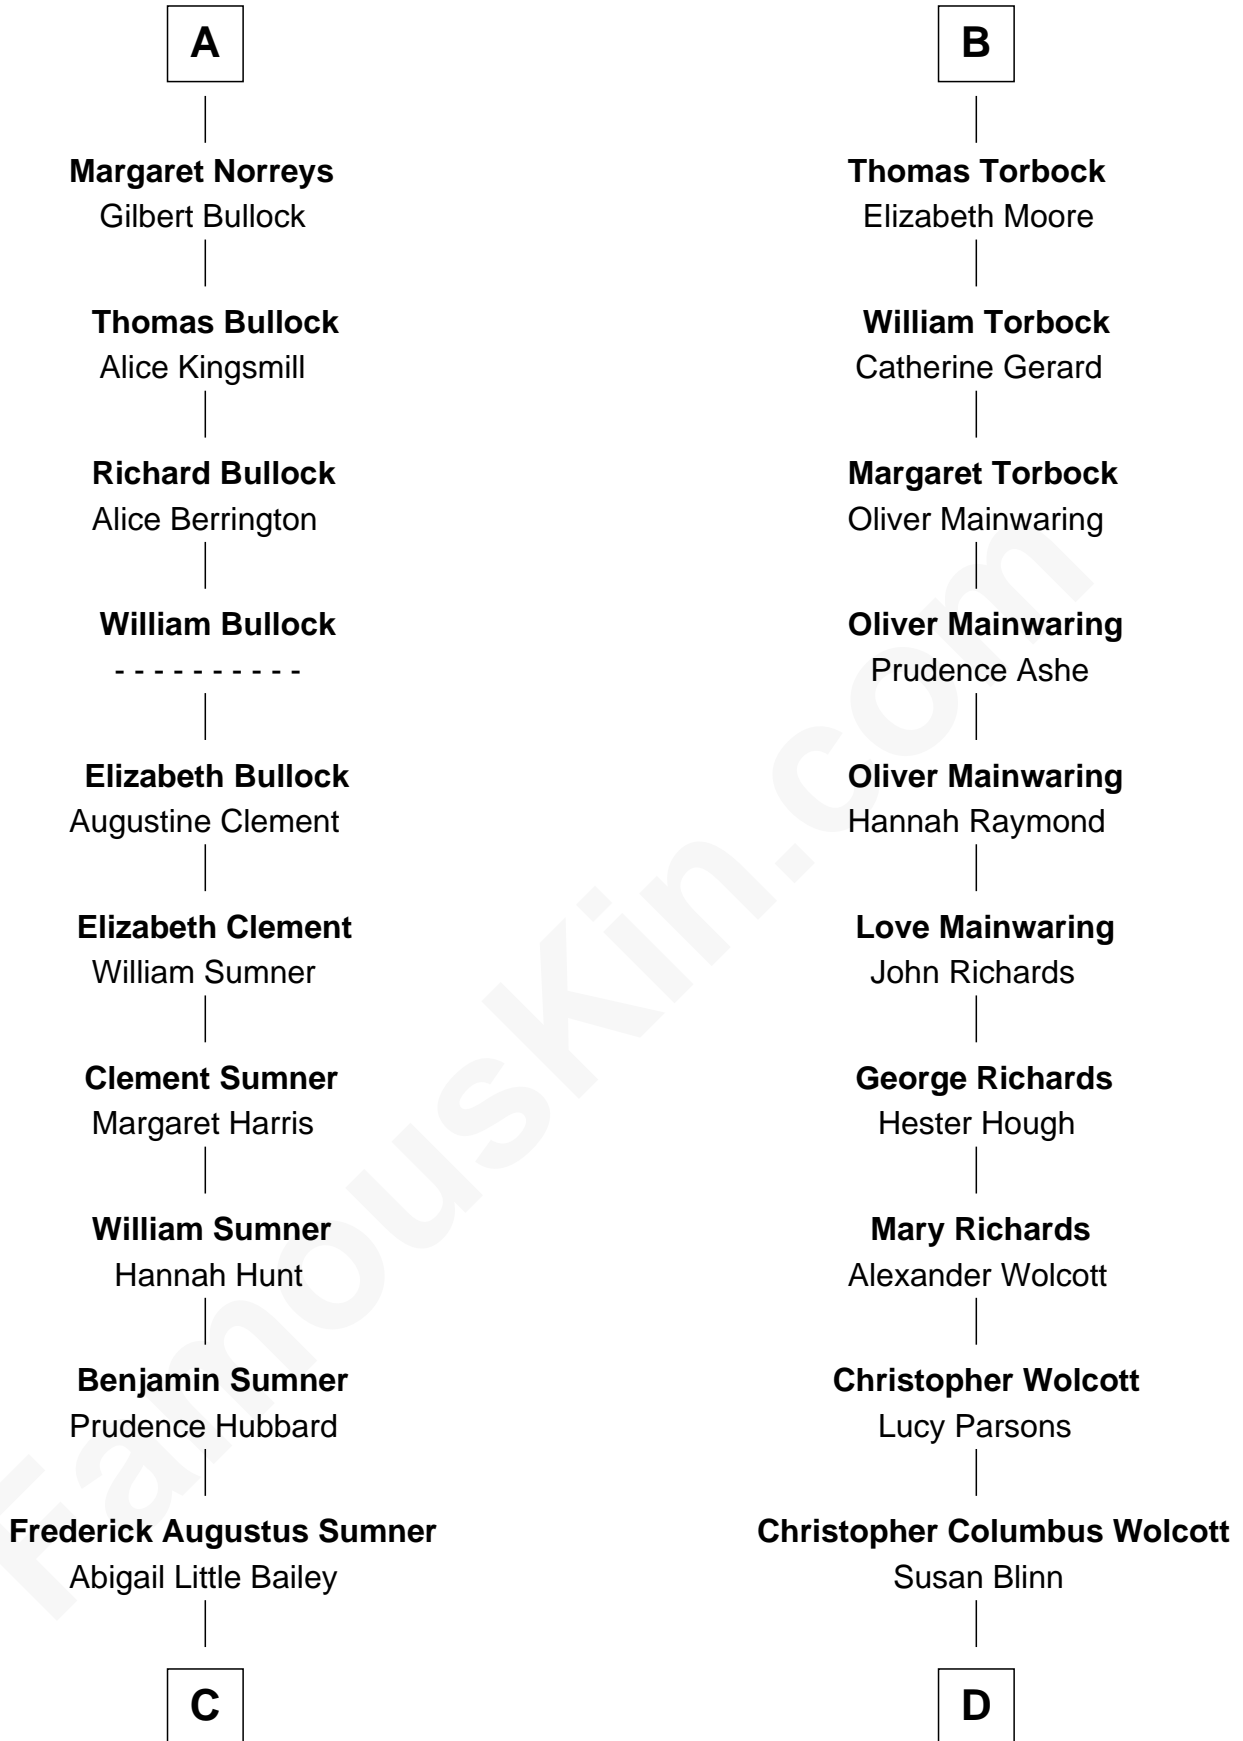 A
Margaret Norreys
Gilbert Bullock
Thomas Bullock
Alice Kingsmill
Richard Bullock
Alice Berrington
William Bullock
- - - - - - - - - -
Elizabeth Bullock
Augustine Clement
Elizabeth Clement
William Sumner
Clement Sumner
Margaret Harris
William Sumner
Hannah Hunt
Benjamin Sumner
Prudence Hubbard
Frederick Augustus Sumner
Abigail Little Bailey
C
B
Thomas Torbock
Elizabeth Moore
William Torbock
Catherine Gerard
Margaret Torbock
Oliver Mainwaring
Oliver Mainwaring
Prudence Ashe
Oliver Mainwaring
Hannah Raymond
Love Mainwaring
John Richards
George Richards
Hester Hough
Mary Richards
Alexander Wolcott
Christopher Wolcott
Lucy Parsons
Christopher Columbus Wolcott
Susan Blinn
D
FamousKin.com